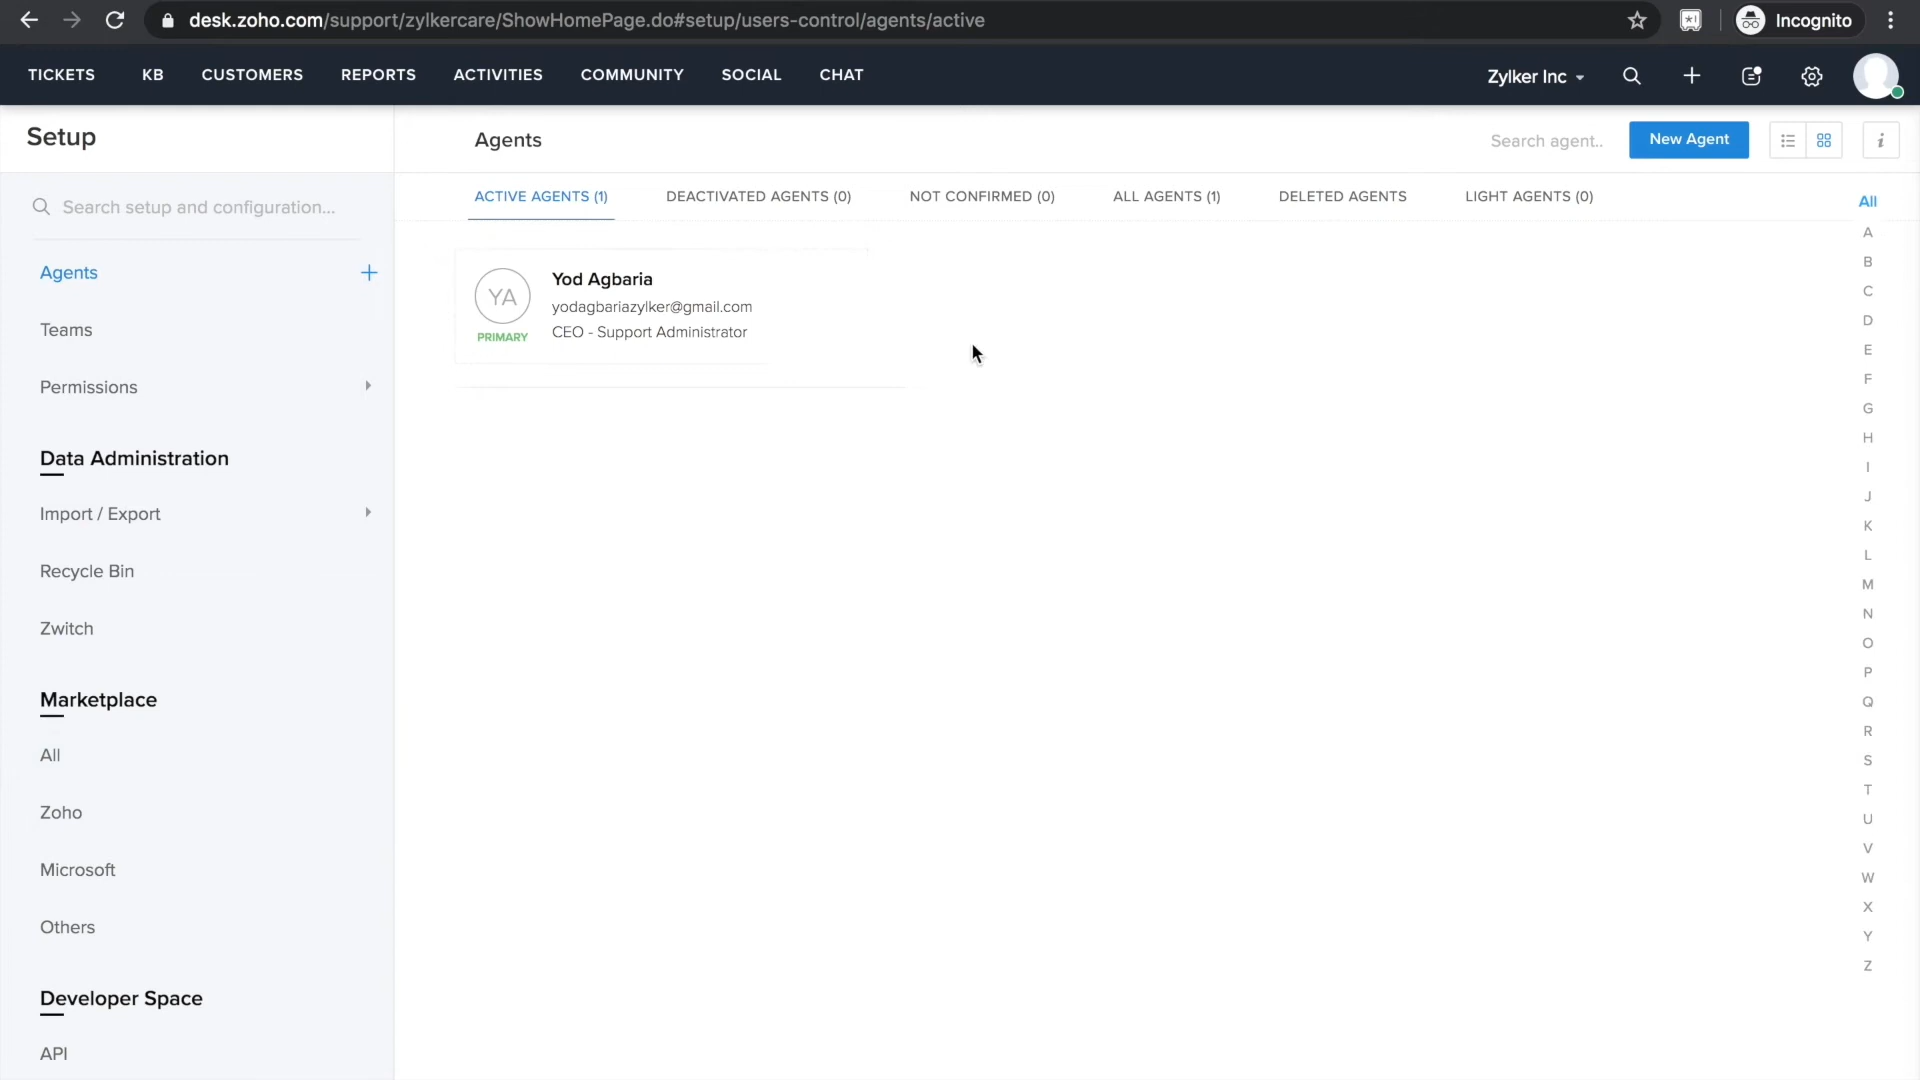 desk.zoho.com/support/zylkercare/ShowHomePage.do#setup/users-control/agents/active
Incognito
TICKETS KB CUSTOMERS REPORTS ACTIVITIES COMMUNITY SOCIAL CHAT
Zylker Inc
Setup
Search setup and configuration...
Agents
Teams
Permissions
Data Administration
Import / Export
Recycle Bin
Zwitch
Marketplace
All
Zoho
Microsoft
Others
Developer Space
API
Agents
Search agent..
New Agent
i
ACTIVE AGENTS (1) DEACTIVATED AGENTS (0) NOT CONFIRMED (0) ALL AGENTS (1) DELETED AGENTS LIGHT AGENTS (0)
YA
PRIMARY
Yod Agbaria
yodagbariazylker@gmail.com
CEO - Support Administrator
All
A
B
C
D
E
F
G
H
I
J
K
L
M
N
O
P
Q
R
S
T
U
V
W
X
Y
Z